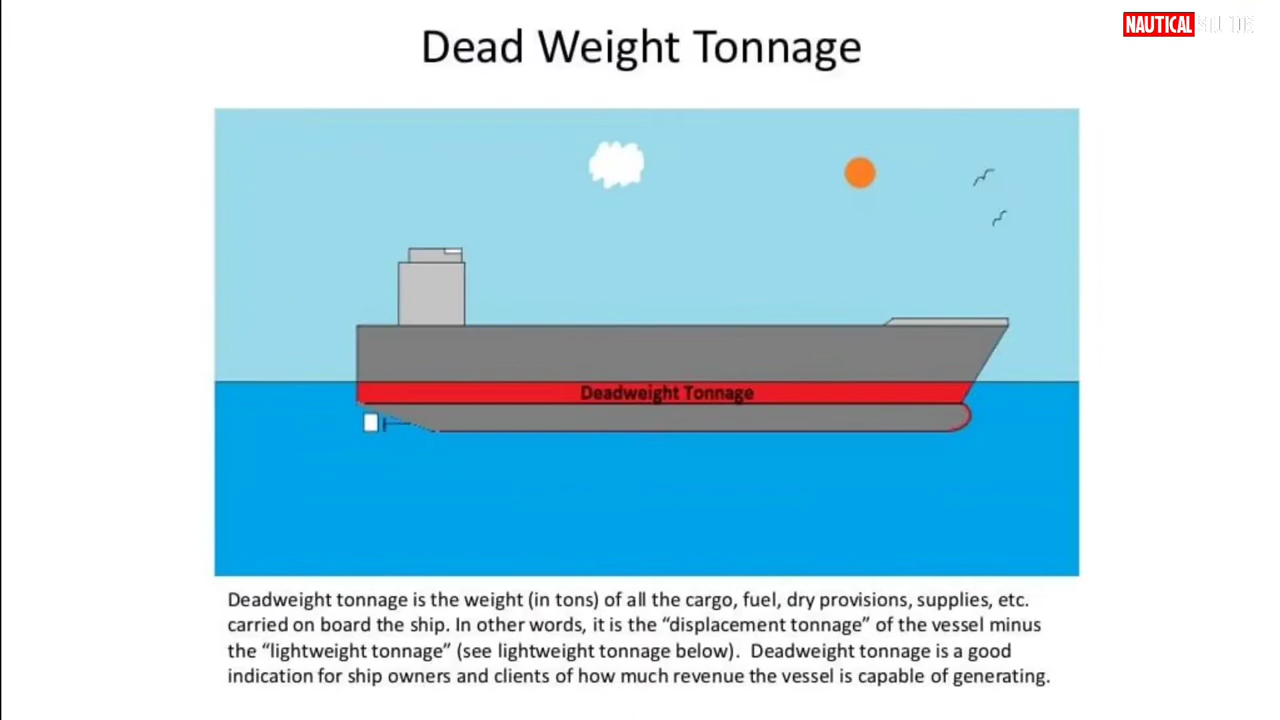 NAUTICAL
Dead Weight Tonnage
Deadweight Tonnage
Deadweight tonnage is the weight (in tons) of all the cargo, fuel, dry provisions, supplies, etc.
carried on board the ship. In other words, it is the “displacement tonnage” of the vessel minus
the “lightweight tonnage” (see lightweight tonnage below).  Deadweight tonnage is a good
indication for ship owners and clients of how much revenue the vessel is capable of generating.